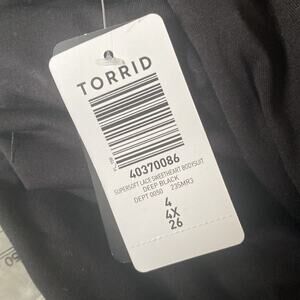 TORRID
40370086
SUPERSOFT LACE SWEETHEART BODYSUIT
DEEP BLACK
DEPT 0050 23SMR3
4
4X
26